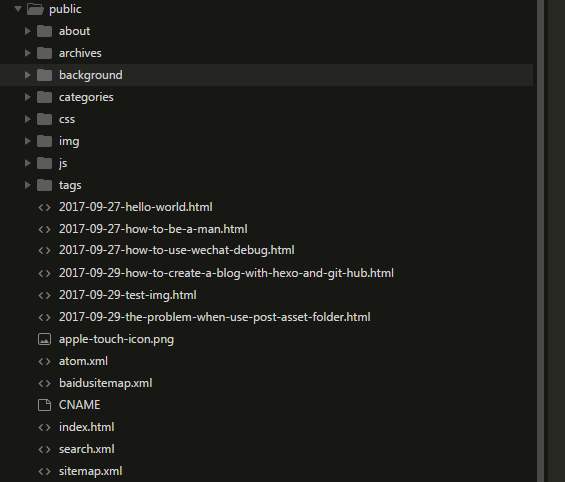 public
about
archives
background
categories
css
img
js
tags
2017-09-27-hello-world.html
2017-09-27-how-to-be-a-man.html
2017-09-27-how-to-use-wechat-debug.html
2017-09-29-how-to-create-a-blog-with-hexo-and-git-hub.html
2017-09-29-test-img.html
2017-09-29-the-problem-when-use-post-asset-folder.html
apple-touch-icon.png
atom.xml
baidusitemap.xml
CNAME
index.html
search.xml
sitemap.xml